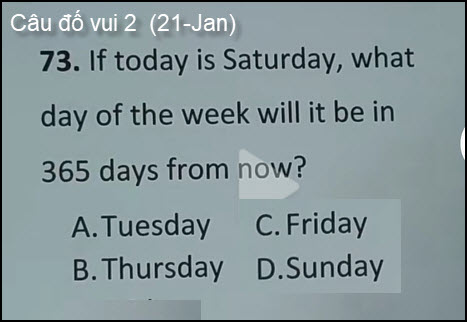 Câu đố vui 2 (21-Jan)
73. If today is Saturday, what
day of the week will it be in
365 days from now?
A. Tuesday C. Friday
B. Thursday D. Sunday